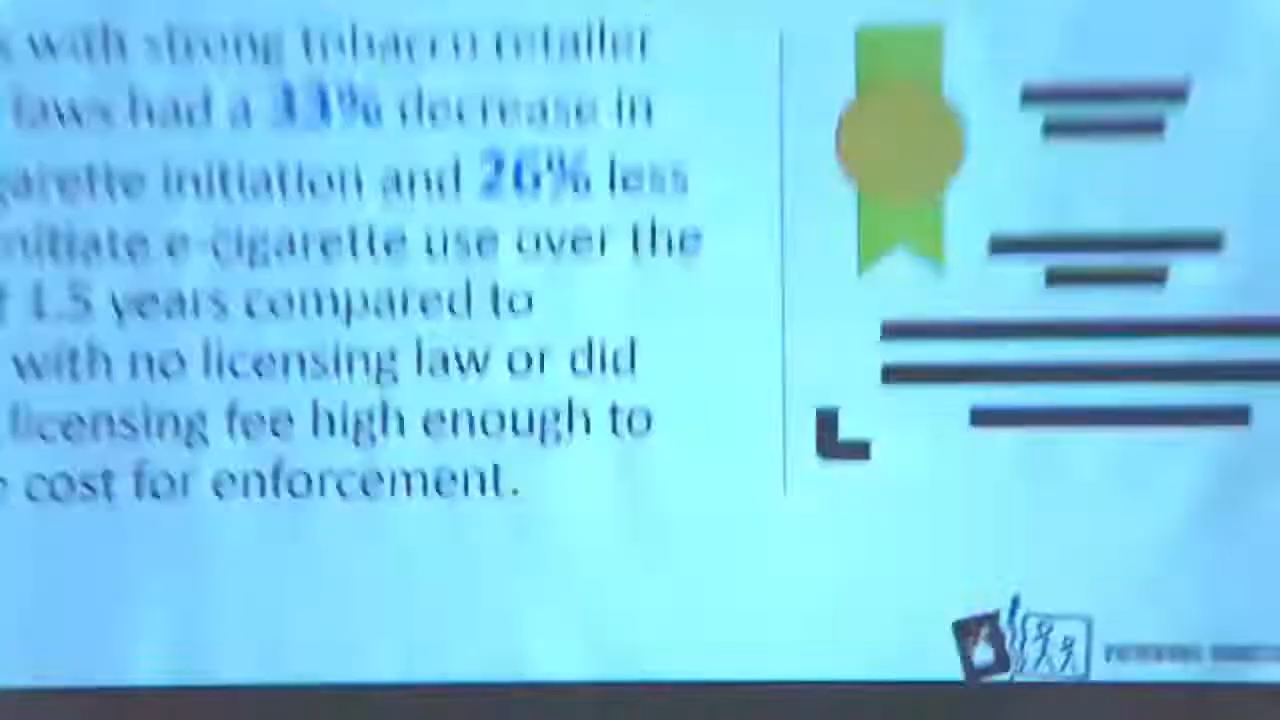 with strong tobacco retailer
laws had a 33% decrease in
garette initiation and 26% less
nitiate e-cigarette use over the
1.5 years compared to
with no licensing law or did
licensing fee high enough to
cost for enforcement.